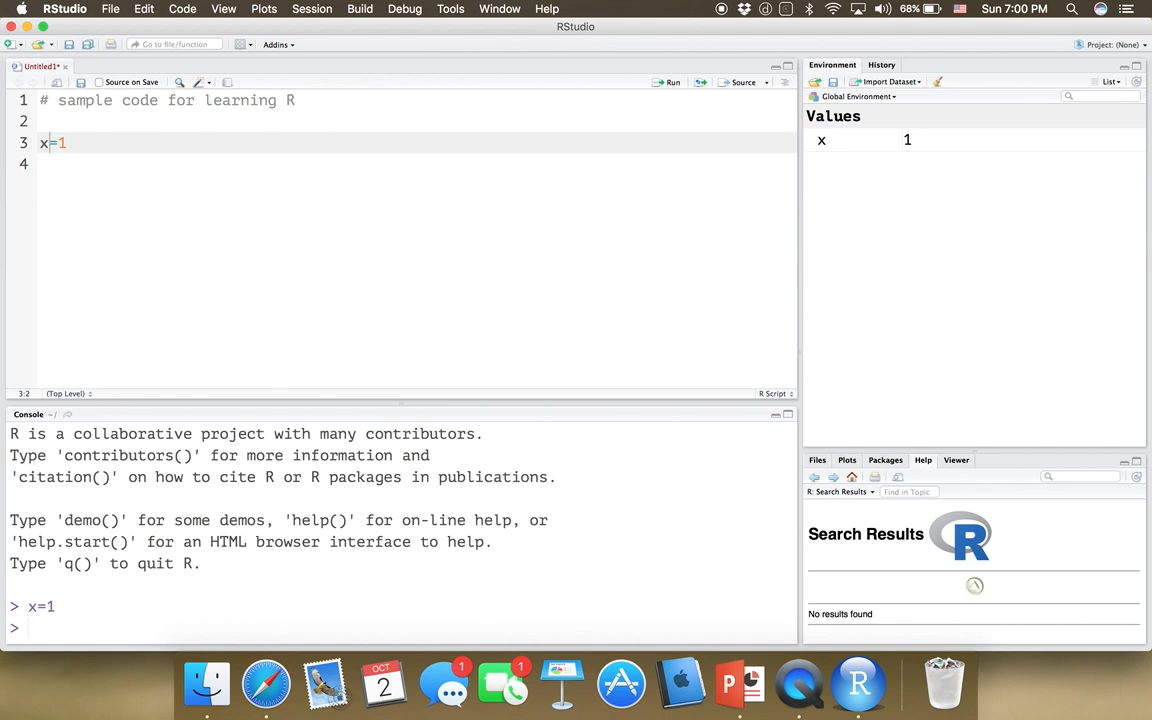 RStudio File Edit Code View Plots Session Build Debug Tools Window Help 68% Sun 7:00 PM
RStudio
Go to file/function Addins Project: (None)
Untitled1* Environment History
Source on Save Run Source Import Dataset List
Global Environment
1 # sample code for learning R
2
3 x=1
4
Values
x 1
3:2 (Top Level) R Script
Console ~/
R is a collaborative project with many contributors.
Type 'contributors()' for more information and
'citation()' on how to cite R or R packages in publications.
Type 'demo()' for some demos, 'help()' for on-line help, or
'help.start()' for an HTML browser interface to help.
Type 'q()' to quit R.
> x=1
>
Files Plots Packages Help Viewer
R: Search Results Find in Topic
Search Results R
No results found
OCT
2
1
1
P
R